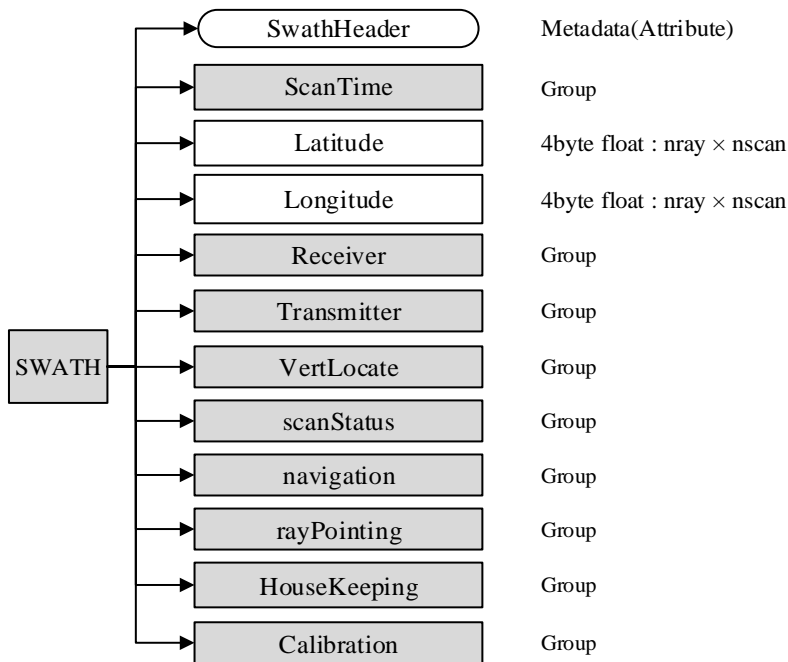 SwathHeader Metadata(Attribute)
ScanTime Group
Latitude 4byte float : nray × nscan
Longitude 4byte float : nray × nscan
Receiver Group
Transmitter Group
SWATH
VertLocate Group
scanStatus Group
navigation Group
rayPointing Group
HouseKeeping Group
Calibration Group